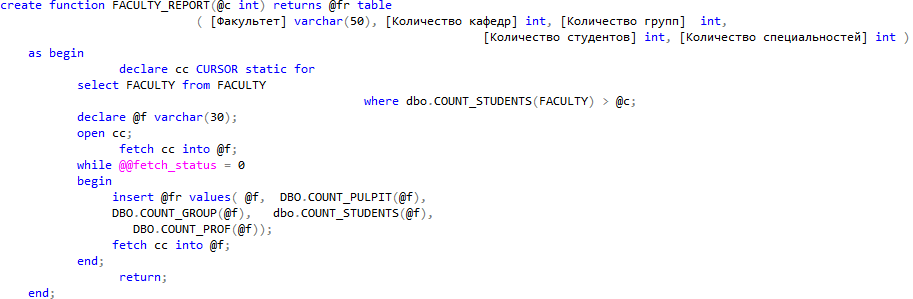 create function FACULTY_REPORT(@c int) returns @fr table
( [Факультет] varchar(50), [Количество кафедр] int, [Количество групп] int,
[Количество студентов] int, [Количество специальностей] int )
as begin
declare cc CURSOR static for
select FACULTY from FACULTY
where dbo.COUNT_STUDENTS(FACULTY) > @c;
declare @f varchar(30);
open cc;
fetch cc into @f;
while @@fetch_status = 0
begin
insert @fr values( @f, DBO.COUNT_PULPIT(@f),
DBO.COUNT_GROUP(@f), dbo.COUNT_STUDENTS(@f),
DBO.COUNT_PROF(@f));
fetch cc into @f;
end;
return;
end;